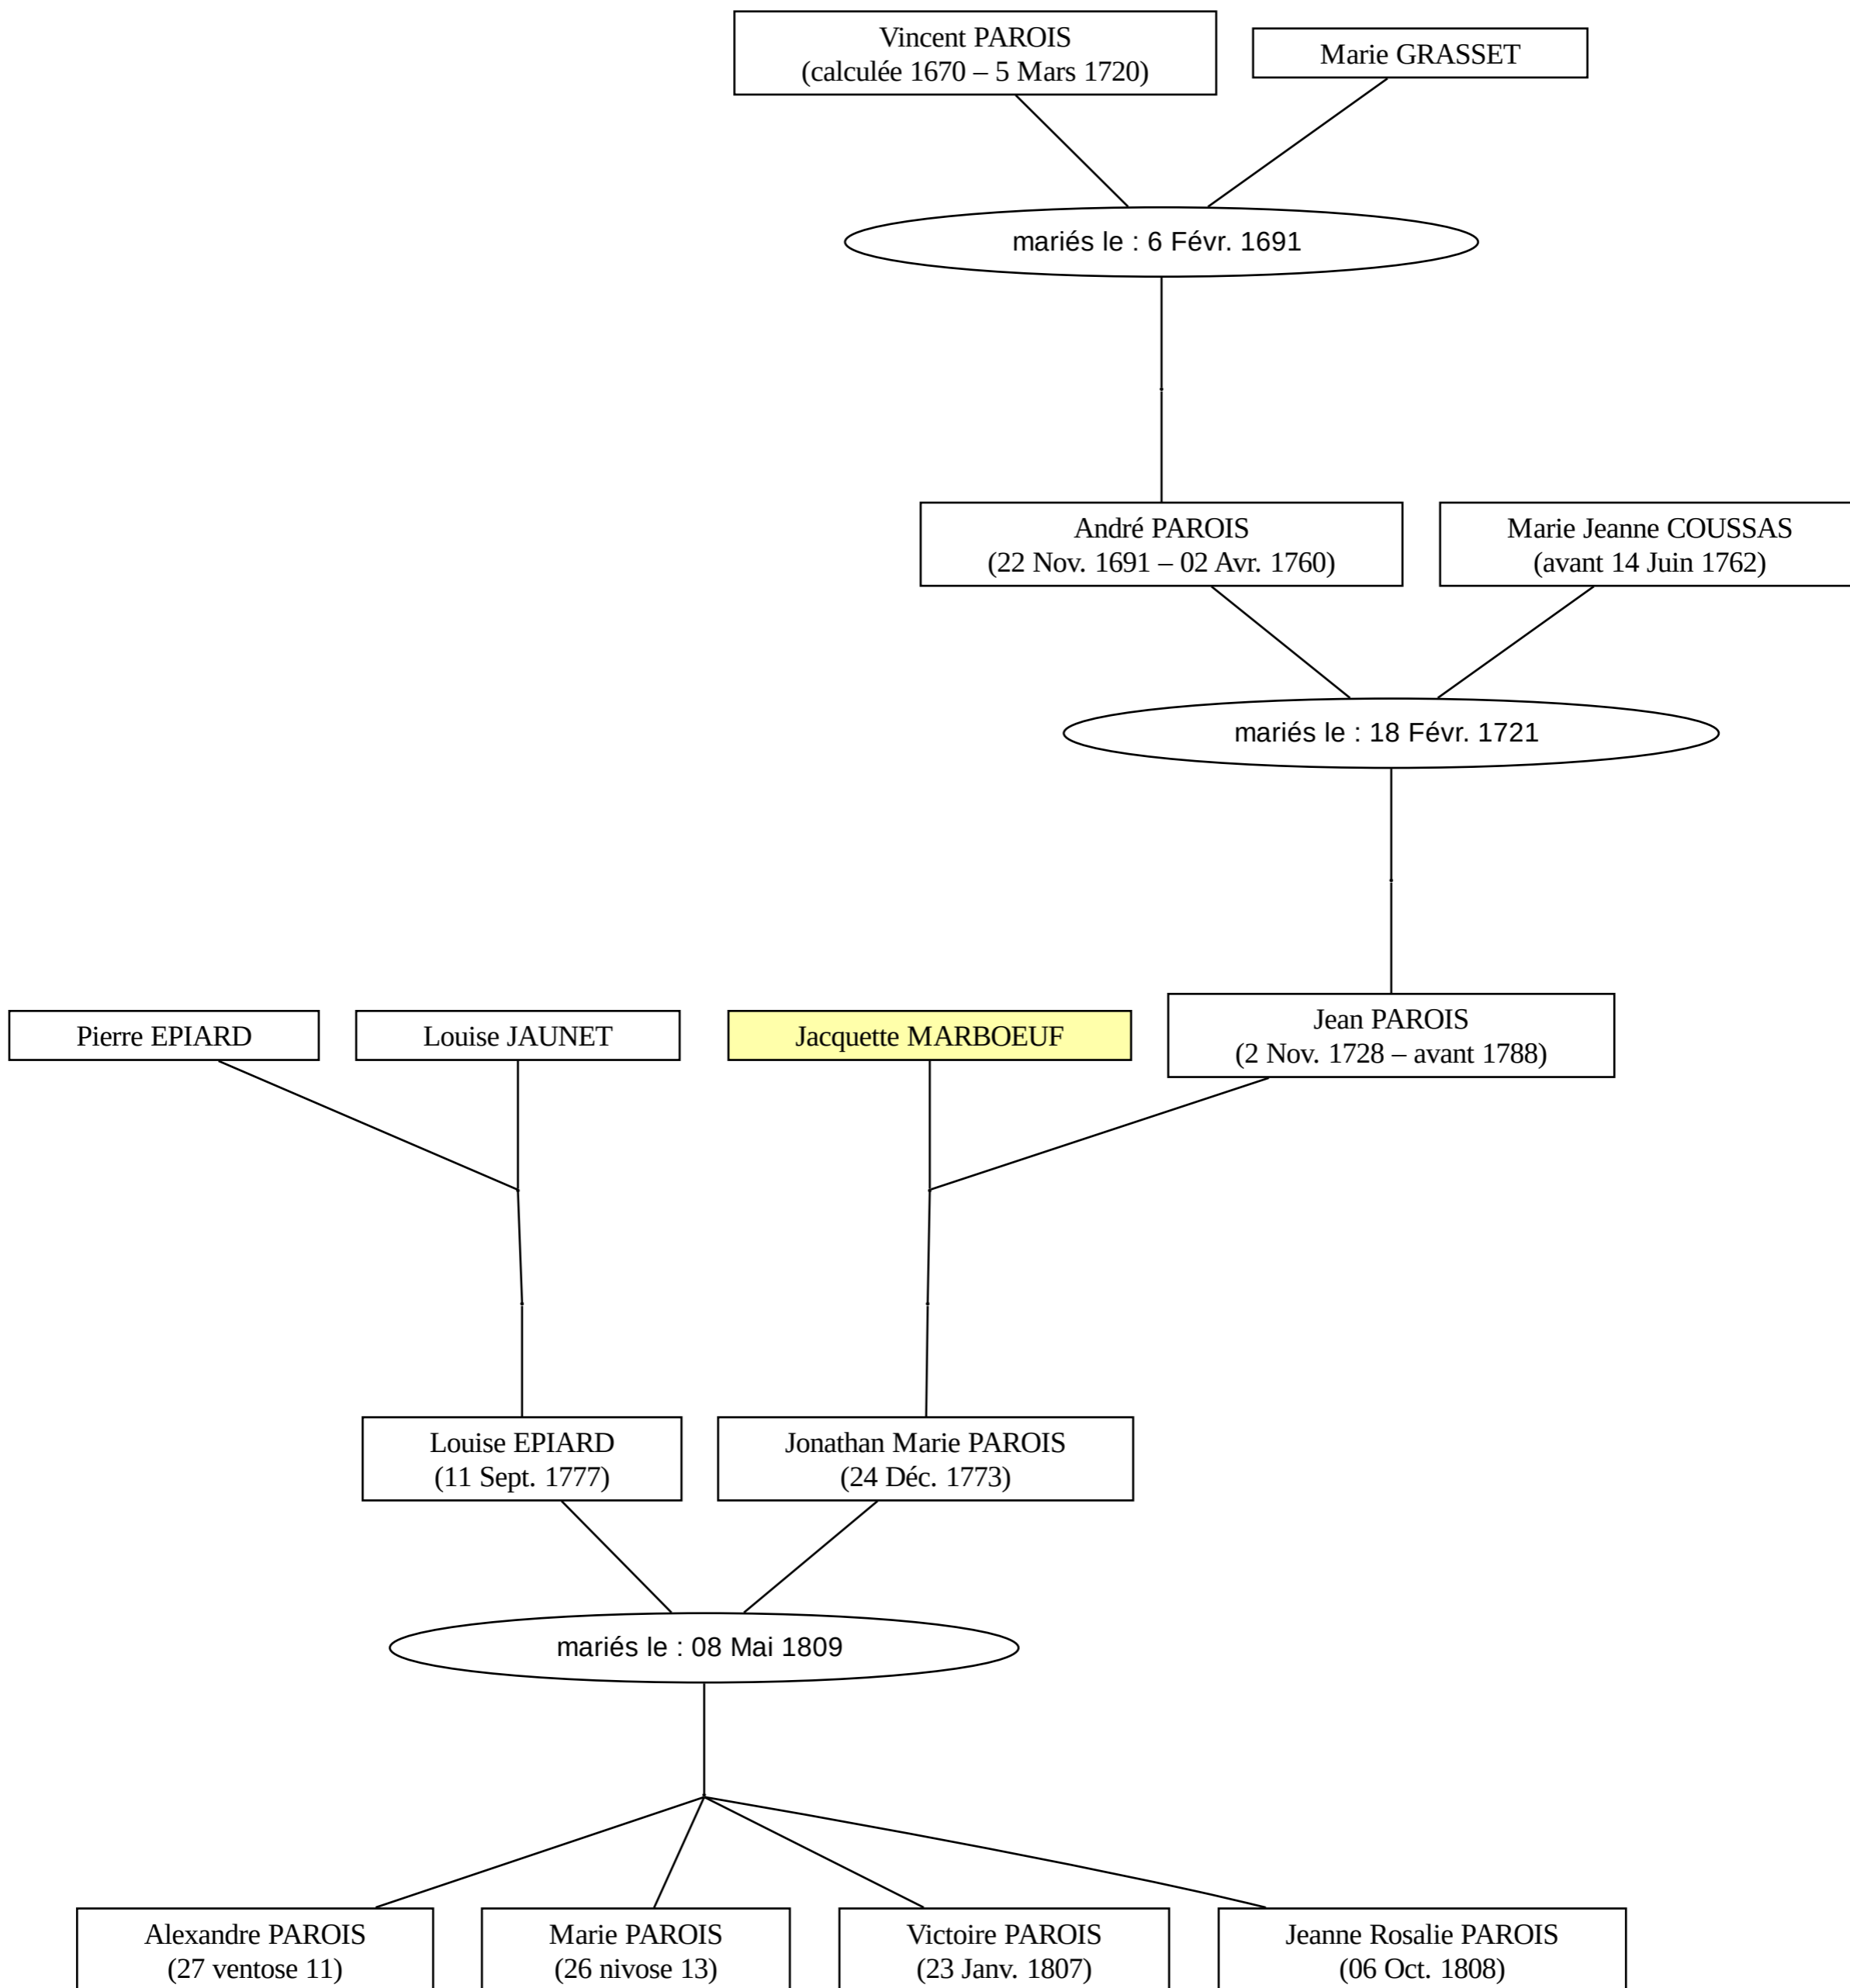 Vincent PAROIS
(calculée 1670 – 5 Mars 1720)
Marie GRASSET
mariés le : 6 Févr. 1691
André PAROIS
(22 Nov. 1691 – 02 Avr. 1760)
Marie Jeanne COUSSAS
(avant 14 Juin 1762)
mariés le : 18 Févr. 1721
Pierre EPIARD
Louise JAUNET
Jacquette MARBOEUF
Jean PAROIS
(2 Nov. 1728 – avant 1788)
Louise EPIARD
(11 Sept. 1777)
Jonathan Marie PAROIS
(24 Déc. 1773)
mariés le : 08 Mai 1809
Alexandre PAROIS
(27 ventose 11)
Marie PAROIS
(26 nivose 13)
Victoire PAROIS
(23 Janv. 1807)
Jeanne Rosalie PAROIS
(06 Oct. 1808)